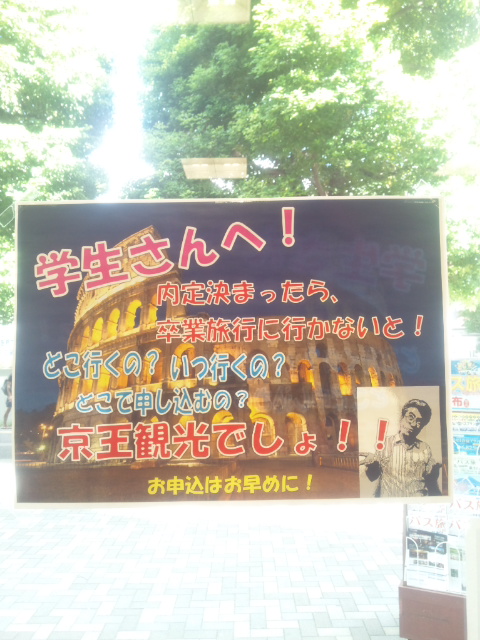 学生さんへ！
内定決まったら、
卒業旅行に行かないと！
どこ行くの？ いつ行くの？
どこで申し込むの？
京王観光でしょ！！
お申込はお早めに！